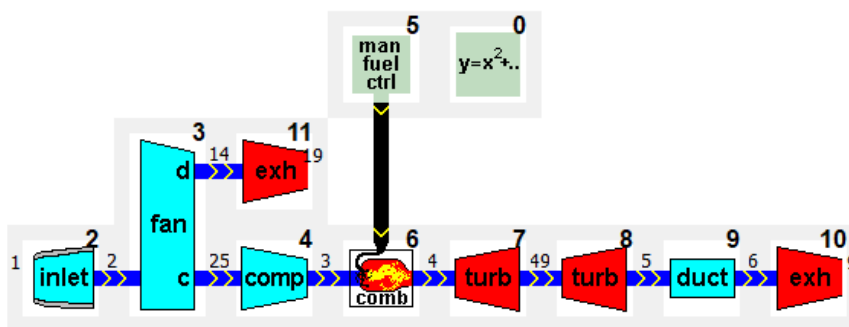 5 0
man
fuel
ctrl
y=x²+..
3 11
d 14 exh 19
fan
2 4 6 7 8 9 10
1 inlet 2 c 25 comp 3 4 turb 49 turb 5 duct 6 exh
comb